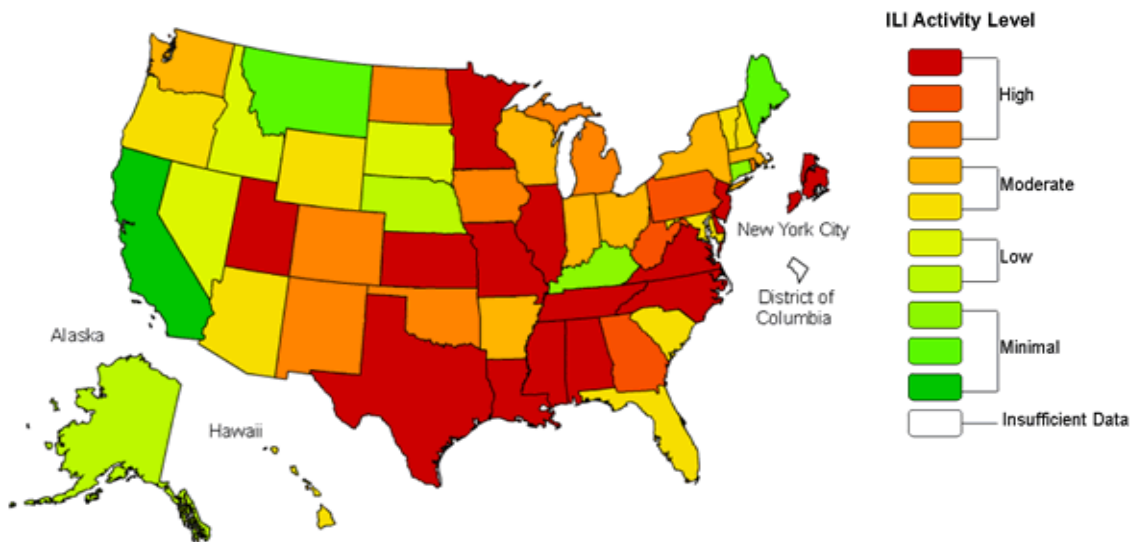 ILI Activity Level
High
Moderate
New York City
Low
District of
Columbia
Alaska
Minimal
Insufficient Data
Hawaii